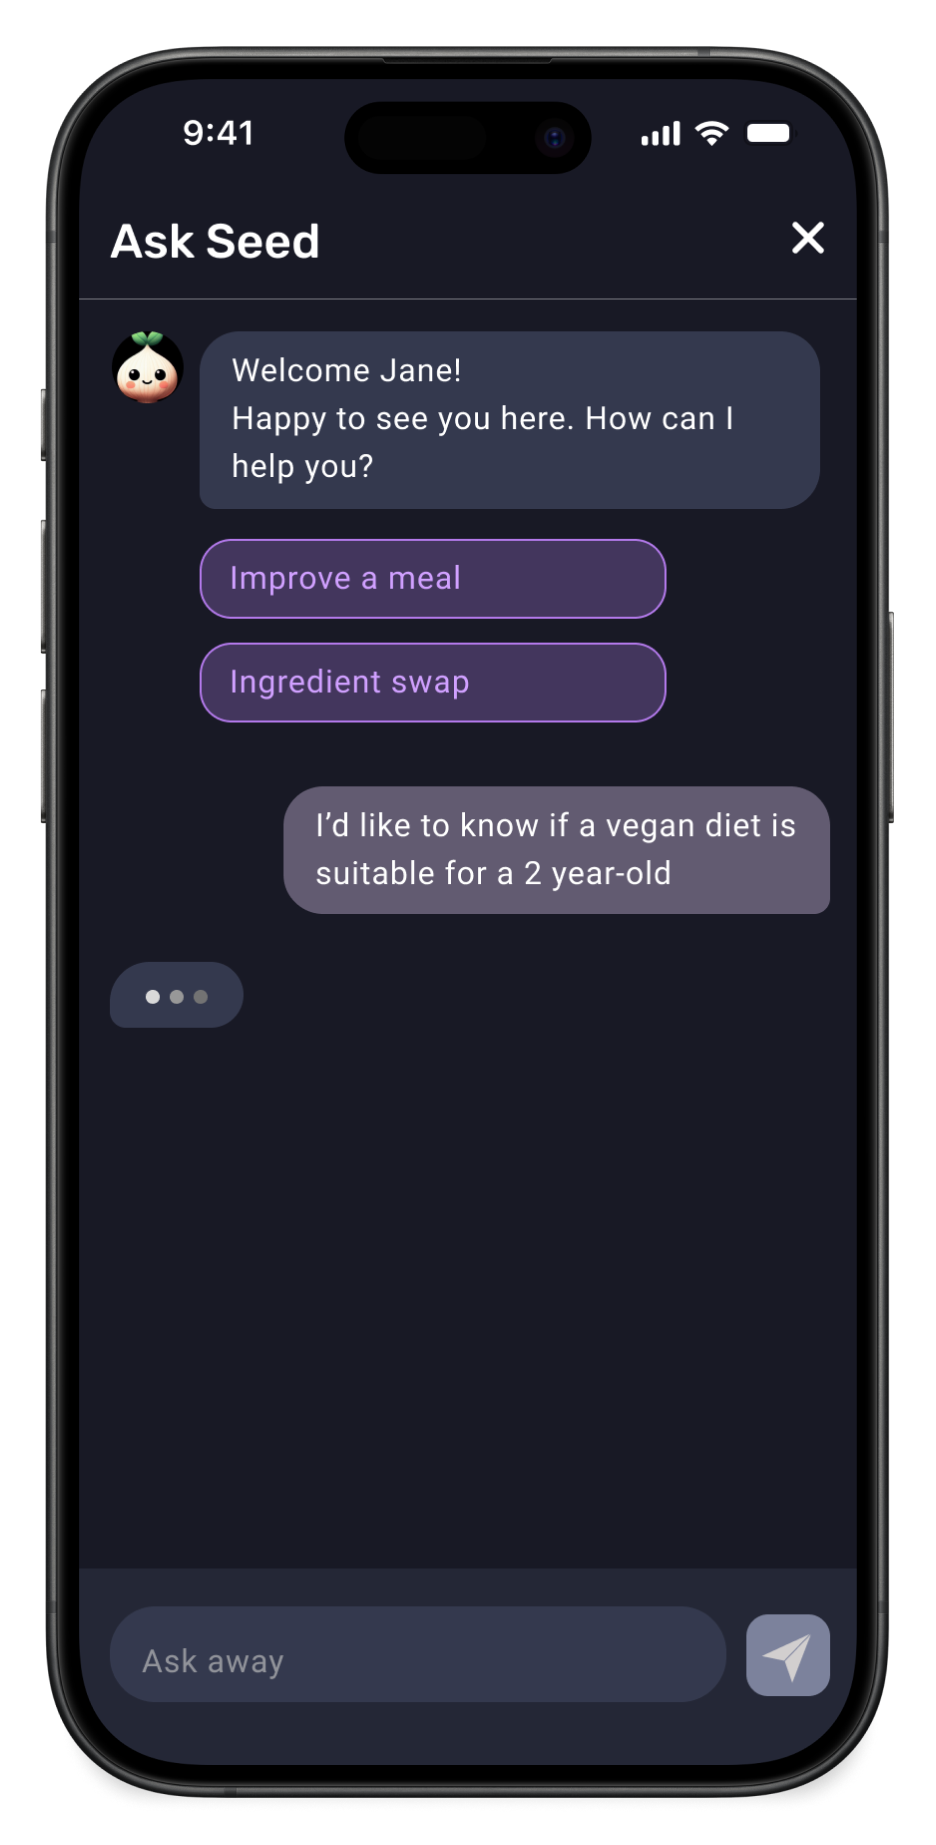 9:41
Ask Seed
Welcome Jane!
Happy to see you here. How can I
help you?
Improve a meal
Ingredient swap
I’d like to know if a vegan diet is
suitable for a 2 year-old
Ask away